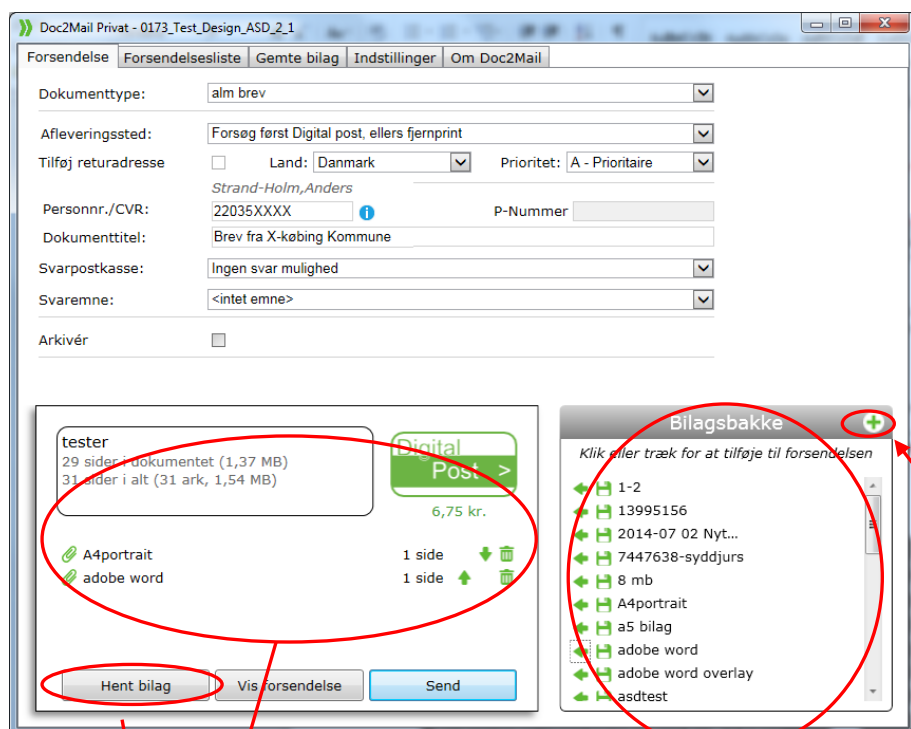 Doc2Mail Privat - 0173_Test_Design_ASD_2_1
Forsendelse Forsendelsesliste Gemte bilag Indstillinger Om Doc2Mail
Dokumenttype: alm brev
Afleveringssted: Forsøg først Digital post, ellers fjernprint
Tilføj returadresse Land: Danmark Prioritet: A - Prioritaire
Strand-Holm,Anders
Personnr./CVR: 22035XXXX P-Nummer
Dokumenttitel: Brev fra X-købing Kommune
Svarpostkasse: Ingen svar mulighed
Svaremne: <intet emne>
Arkivér
tester
29 sider i dokumentet (1,37 MB)
31 sider i alt (31 ark, 1,54 MB)
Digital
Post >
6,75 kr.
A4portrait 1 side
adobe word 1 side
Hent bilag Vis forsendelse Send
Bilagsbakke
Klik eller træk for at tilføje til forsendelsen
1-2
13995156
2014-07 02 Nyt...
7447638-syddjurs
8 mb
A4portrait
a5 bilag
adobe word
adobe word overlay
asdtest